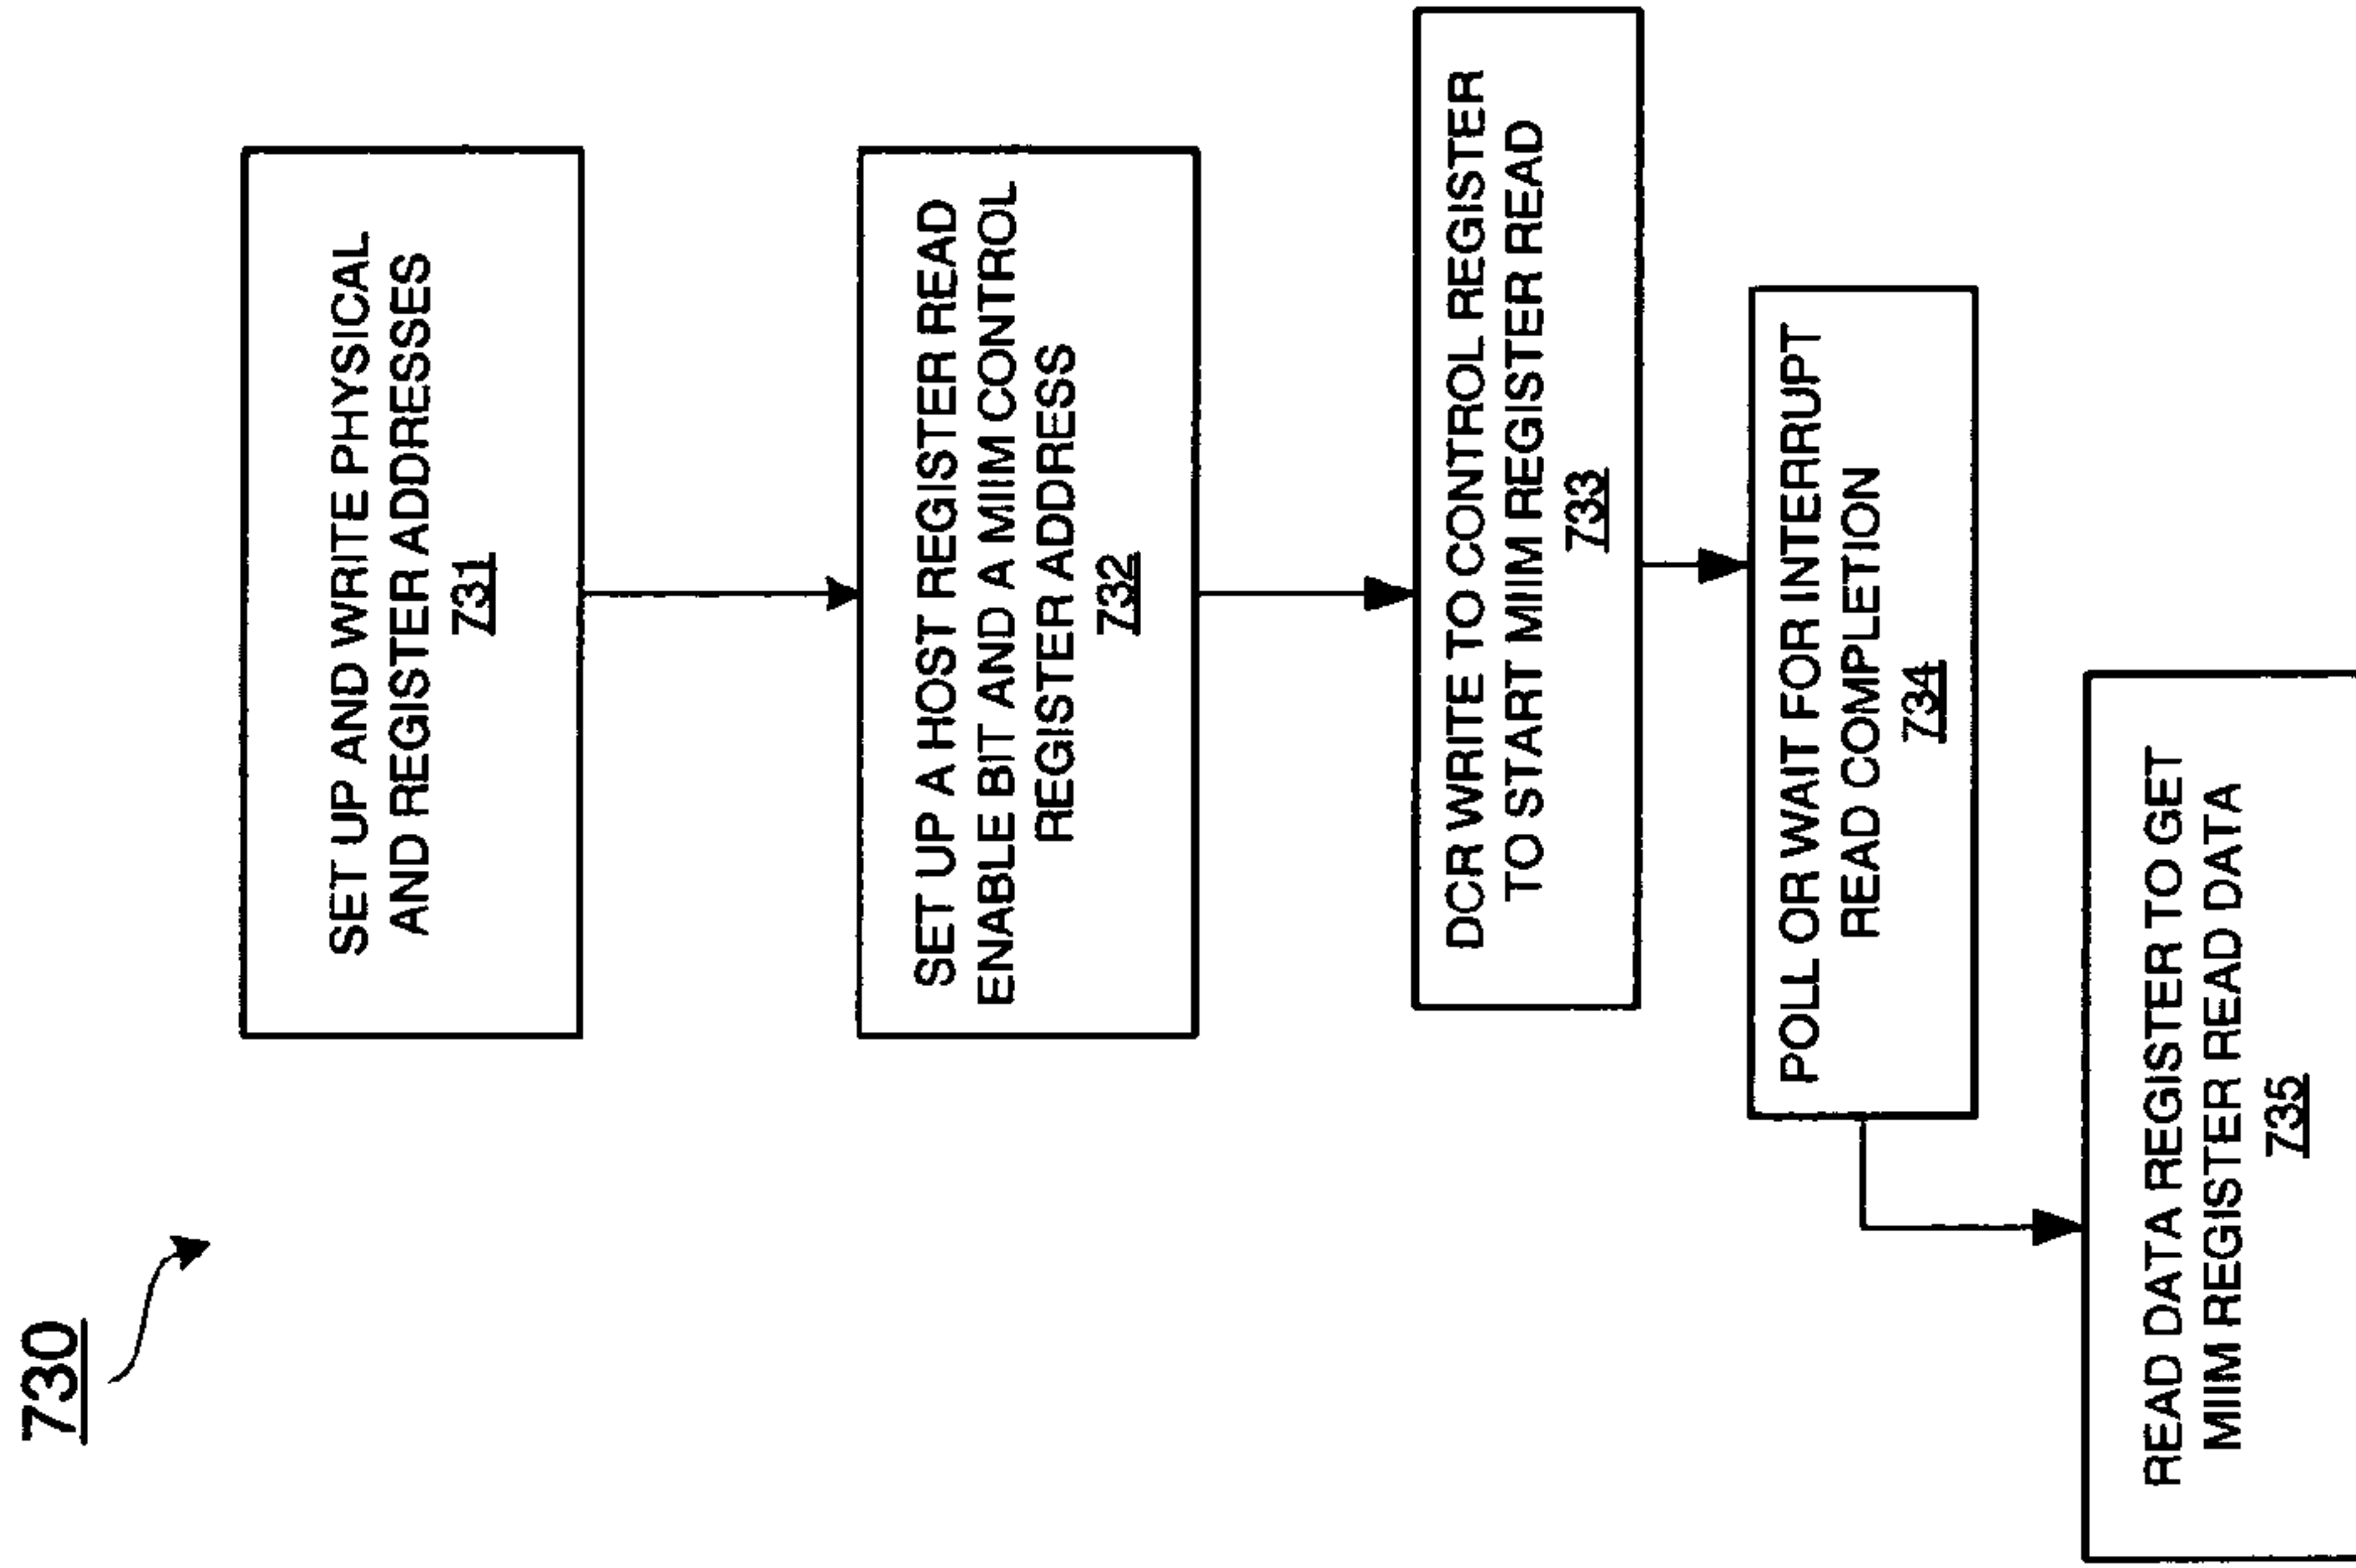 730
SET UP AND WRITE PHYSICAL
AND REGISTER ADDRESSES
731
SET UP A HOST REGISTER READ
ENABLE BIT AND A MIIM CONTROL
REGISTER ADDRESS
732
DCR WRITE TO CONTROL REGISTER
TO START MIIM REGISTER READ
733
POLL OR WAIT FOR INTERRUPT
READ COMPLETION
734
READ DATA REGISTER TO GET
MIIM REGISTER READ DATA
735